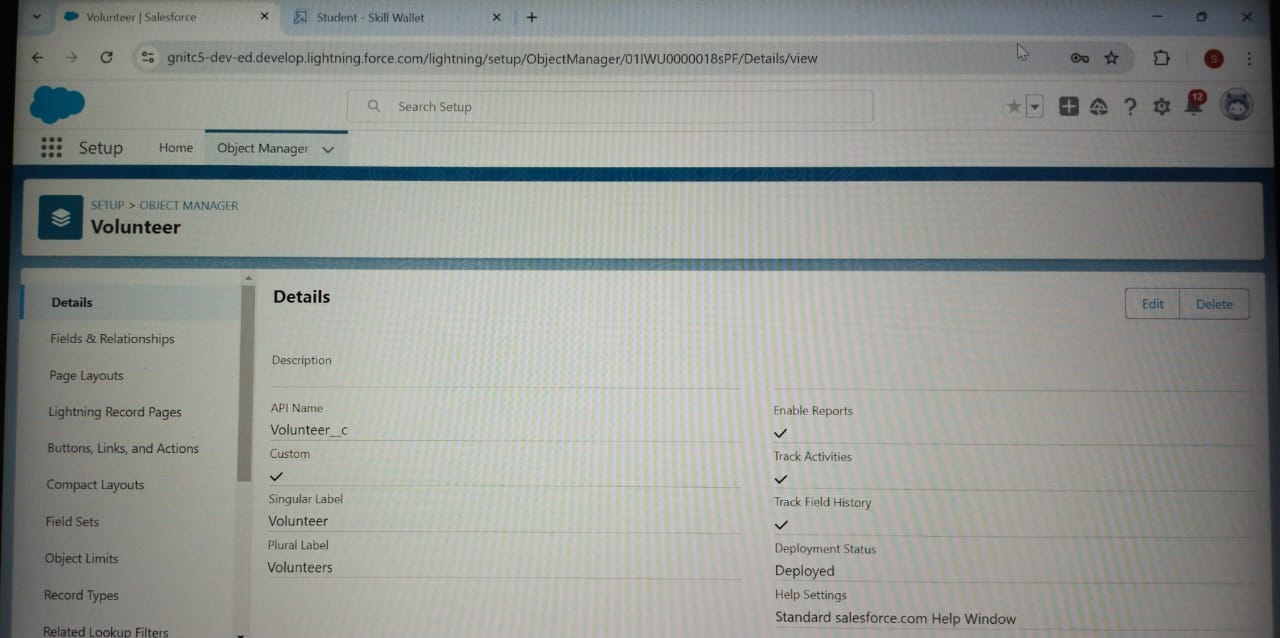 Volunteer | Salesforce
Student - Skill Wallet
gnitc5-dev-ed.develop.lightning.force.com/lightning/setup/ObjectManager/01IWU0000018sPF/Details/view
S
Search Setup
12
Setup
Home
Object Manager
SETUP > OBJECT MANAGER
Volunteer
Details
Fields & Relationships
Page Layouts
Lightning Record Pages
Buttons, Links, and Actions
Compact Layouts
Field Sets
Object Limits
Record Types
Related Lookup Filters
Details
Edit
Delete
Description
API Name
Volunteer__c
Custom
Singular Label
Volunteer
Plural Label
Volunteers
Enable Reports
Track Activities
Track Field History
Deployment Status
Deployed
Help Settings
Standard salesforce.com Help Window